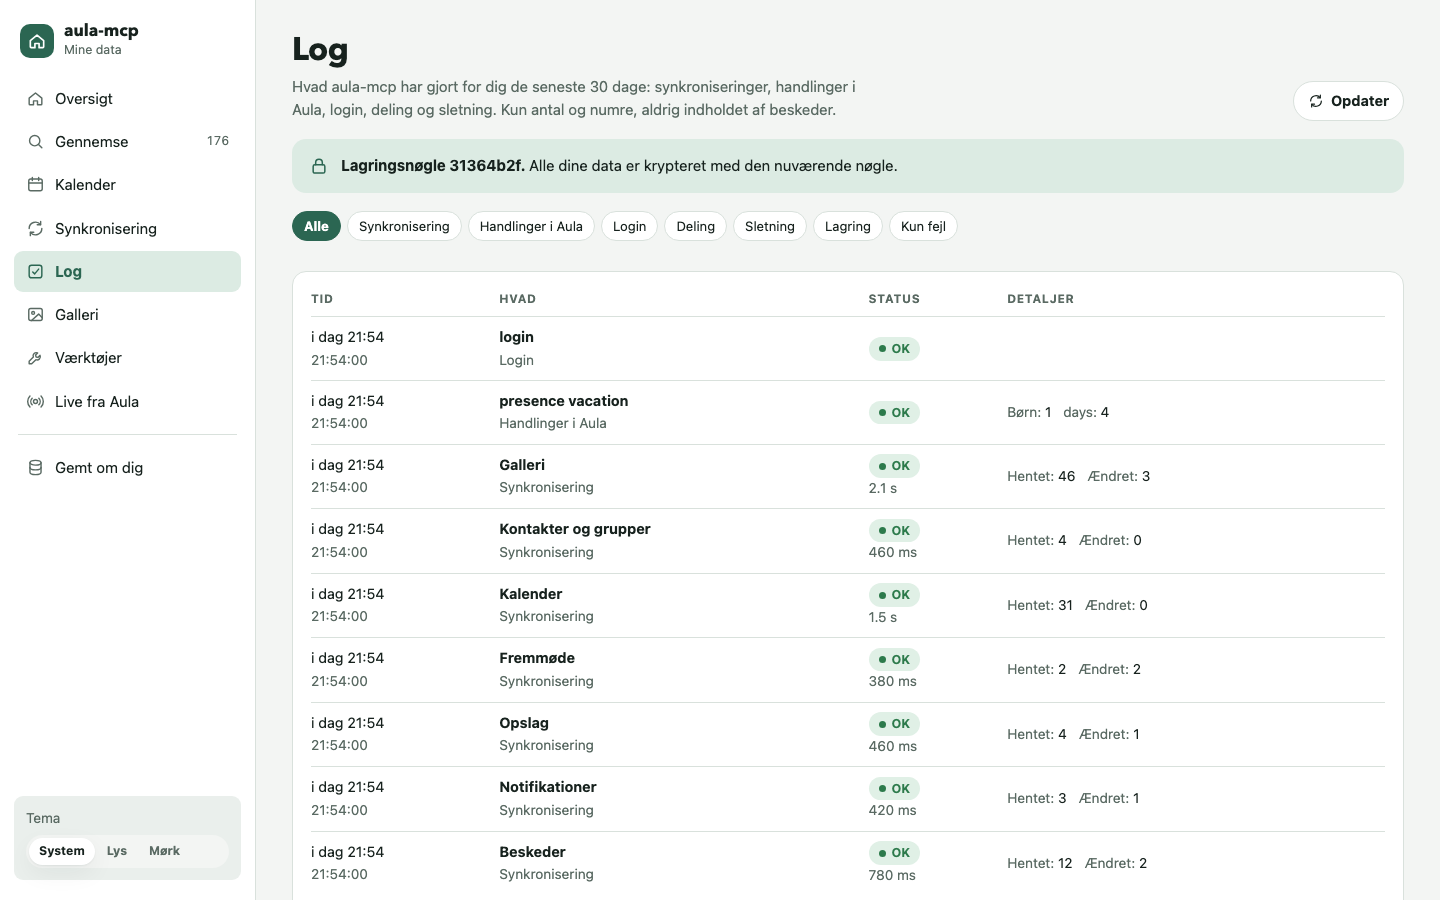 aula-mcp
Mine data
Oversigt
Gennemse 176
Kalender
Synkronisering
Log
Galleri
Værktøjer
Live fra Aula
Gemt om dig
Tema
System Lys Mørk
Log
Hvad aula-mcp har gjort for dig de seneste 30 dage: synkroniseringer, handlinger i
Aula, login, deling og sletning. Kun antal og numre, aldrig indholdet af beskeder.
Opdater
Lagringsnøgle 31364b2f. Alle dine data er krypteret med den nuværende nøgle.
Alle Synkronisering Handlinger i Aula Login Deling Sletning Lagring Kun fejl
TID HVAD STATUS DETALJER
i dag 21:54 login OK
21:54:00 Login
i dag 21:54 presence vacation OK Børn: 1 days: 4
21:54:00 Handlinger i Aula
i dag 21:54 Galleri OK Hentet: 46 Ændret: 3
21:54:00 Synkronisering 2.1 s
i dag 21:54 Kontakter og grupper OK Hentet: 4 Ændret: 0
21:54:00 Synkronisering 460 ms
i dag 21:54 Kalender OK Hentet: 31 Ændret: 0
21:54:00 Synkronisering 1.5 s
i dag 21:54 Fremmøde OK Hentet: 2 Ændret: 2
21:54:00 Synkronisering 380 ms
i dag 21:54 Opslag OK Hentet: 4 Ændret: 1
21:54:00 Synkronisering 460 ms
i dag 21:54 Notifikationer OK Hentet: 3 Ændret: 1
21:54:00 Synkronisering 420 ms
i dag 21:54 Beskeder OK Hentet: 12 Ændret: 2
21:54:00 Synkronisering 780 ms